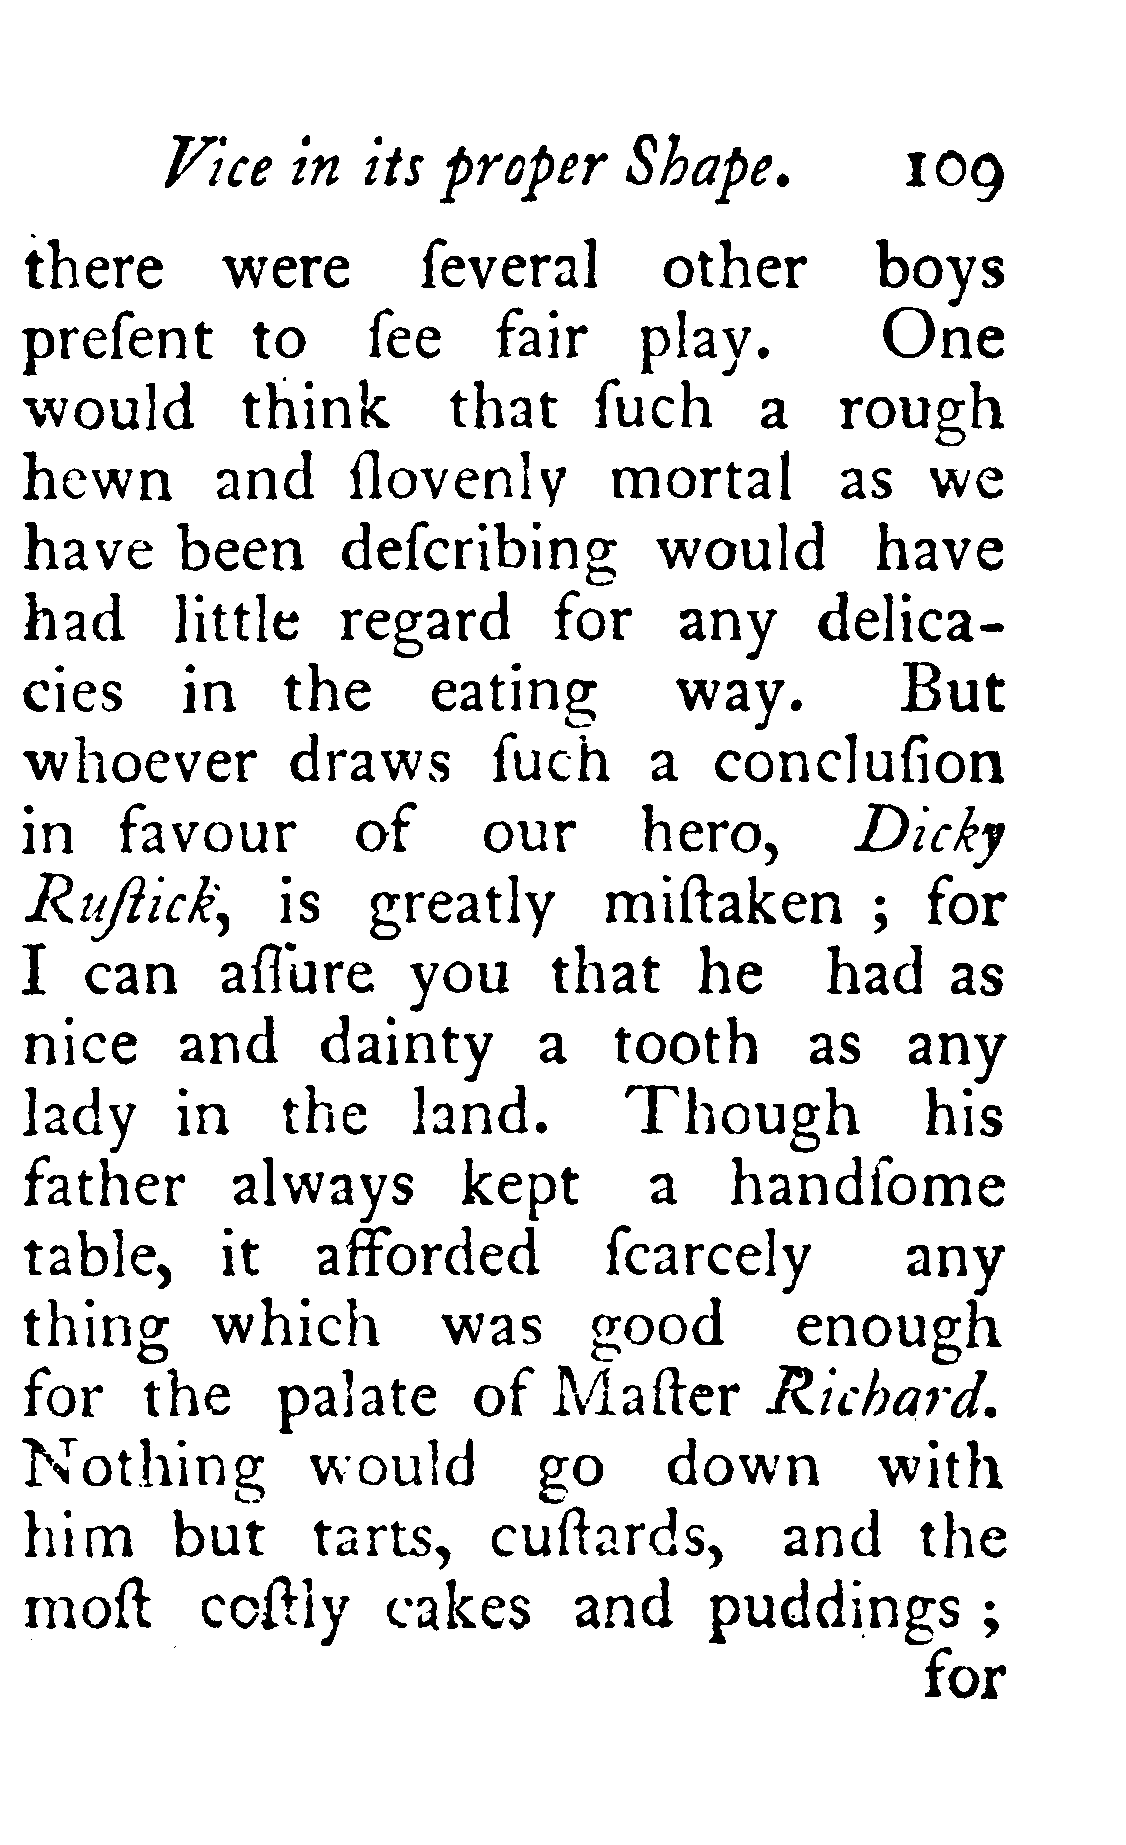 Vice in its proper Shape. 109
there were ſeveral other boys
preſent to ſee fair play. One
would think that ſuch a rough
hewn and ſlovenly mortal as we
have been deſcribing would have
had little regard for any delica-
cies in the eating way. But
whoever draws ſuch a concluſion
in favour of our hero, Dicky
Ruſtick, is greatly miſtaken ; for
I can aſſure you that he had as
nice and dainty a tooth as any
lady in the land. Though his
father always kept a handſome
table, it afforded ſcarcely any
thing which was good enough
for the palate of Maſter Richard.
Nothing would go down with
him but tarts, cuſtards, and the
moſt coſtly cakes and puddings ;
for